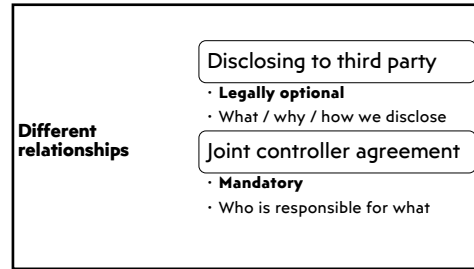 Different
relationships
Disclosing to third party
· Legally optional
· What / why / how we disclose
Joint controller agreement
· Mandatory
· Who is responsible for what